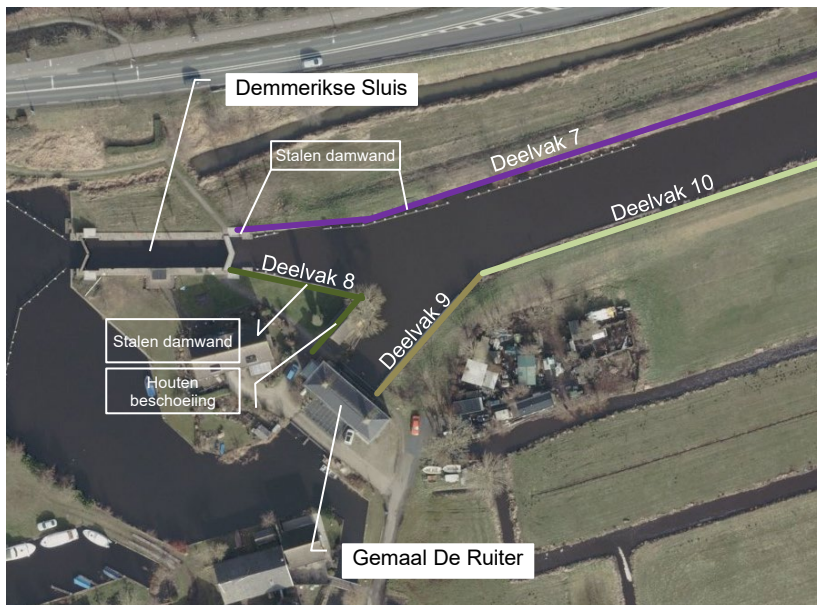 Demmerikse Sluis
Stalen damwand
Deelvak 7
Deelvak 10
Deelvak 8
Deelvak 9
Stalen damwand
Houten
beschoeiing
Gemaal De Ruiter